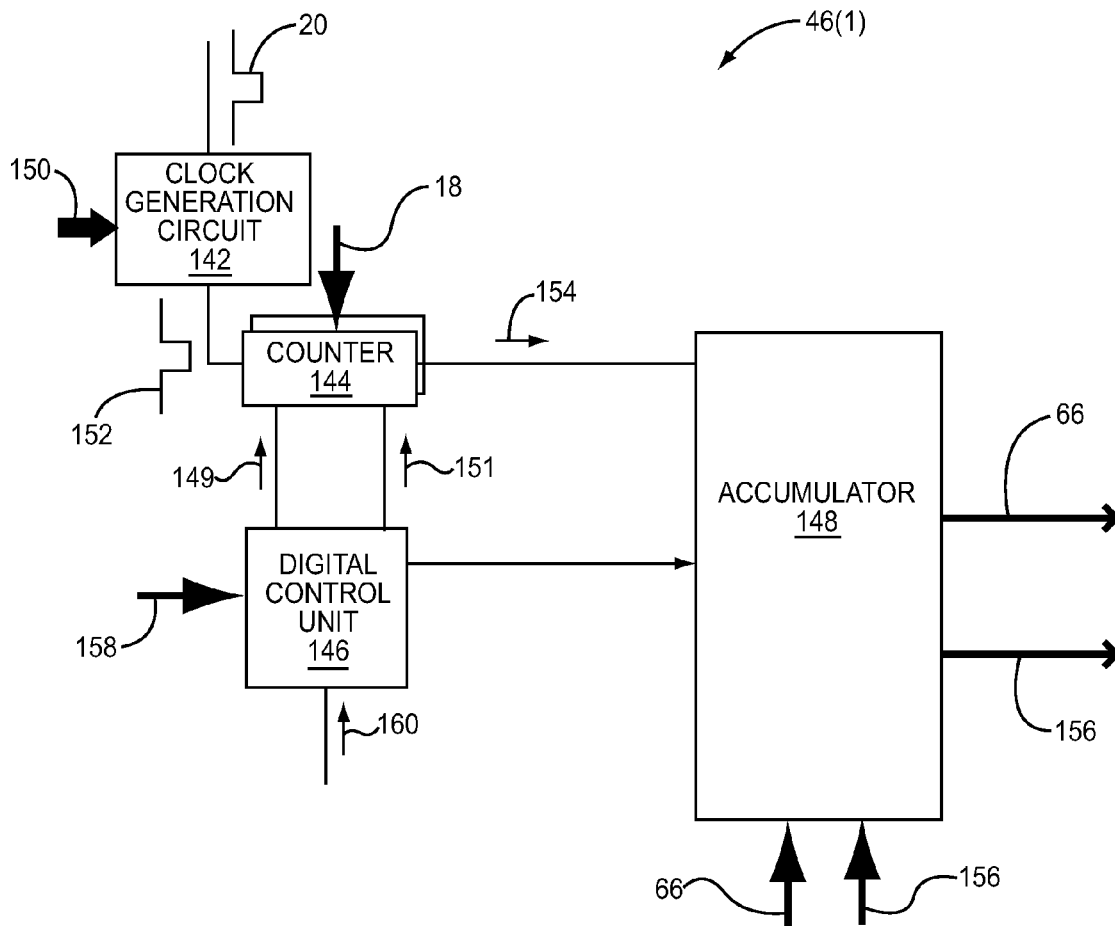 20
46(1)
150
CLOCK
GENERATION
CIRCUIT
142
18
154
COUNTER
144
152
149
151
66
ACCUMULATOR
148
DIGITAL
CONTROL
UNIT
146
158
156
160
66
156